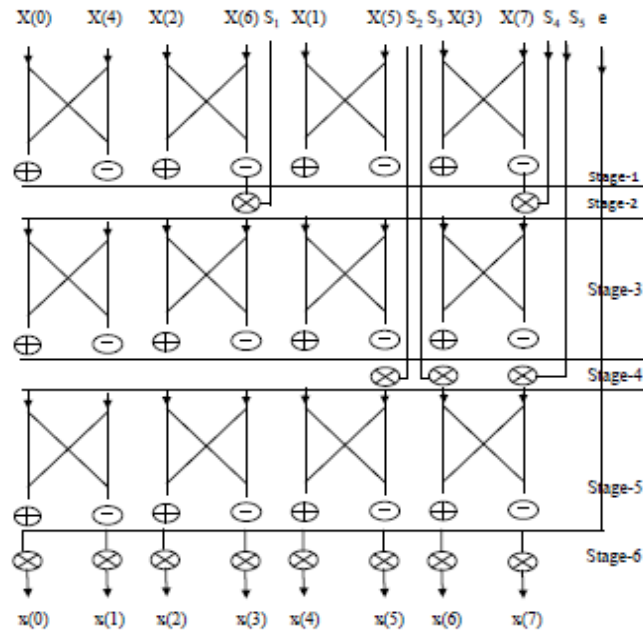 X(0) X(4) X(2) X(6) S₁ X(1) X(5) S₂ S₃ X(3) X(7) S₄ S₅ e
Stage-1
Stage-2
Stage-3
Stage-4
Stage-5
Stage-6
x(0) x(1) x(2) x(3) x(4) x(5) x(6) x(7)